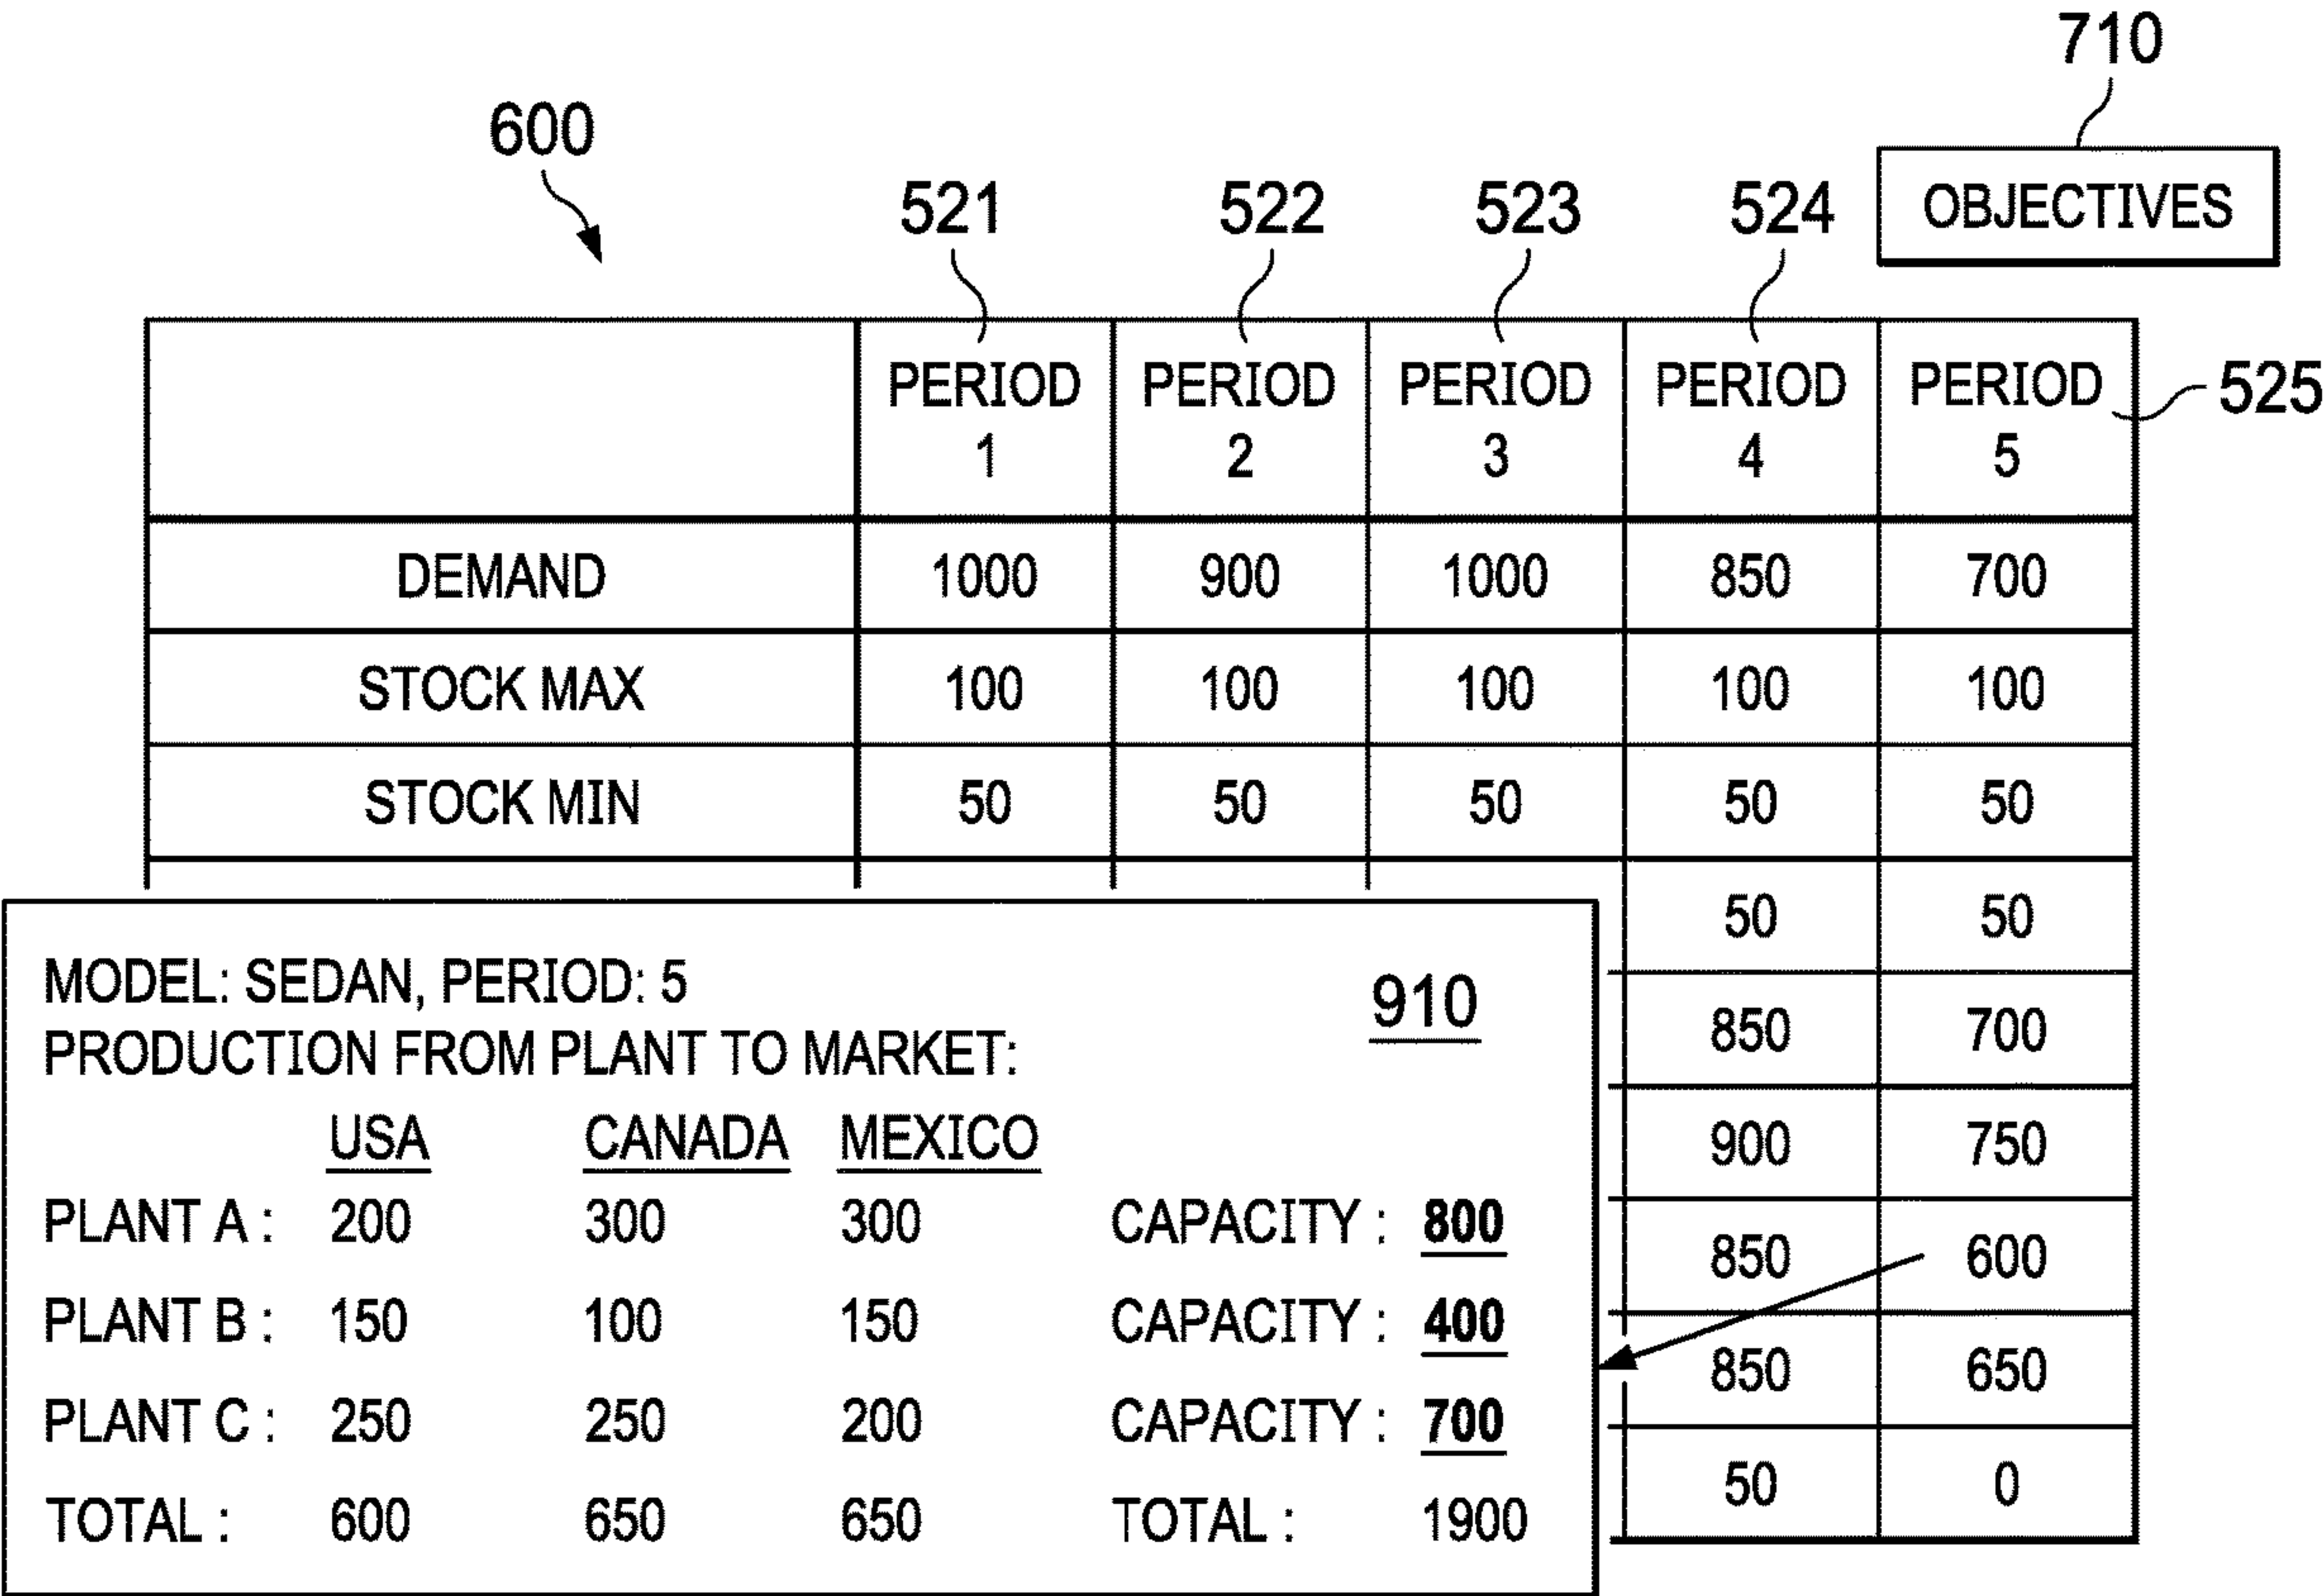 710
600
521 522 523 524 OBJECTIVES
PERIOD 1 PERIOD 2 PERIOD 3 PERIOD 4 PERIOD 5 525
DEMAND 1000 900 1000 850 700
STOCK MAX 100 100 100 100 100
STOCK MIN 50 50 50 50 50
50 50
850 700
900 750
850 600
850 650
50 0
MODEL: SEDAN, PERIOD: 5 910
PRODUCTION FROM PLANT TO MARKET:
USA CANADA MEXICO
PLANT A : 200 300 300 CAPACITY : 800
PLANT B : 150 100 150 CAPACITY : 400
PLANT C : 250 250 200 CAPACITY : 700
TOTAL : 600 650 650 TOTAL : 1900